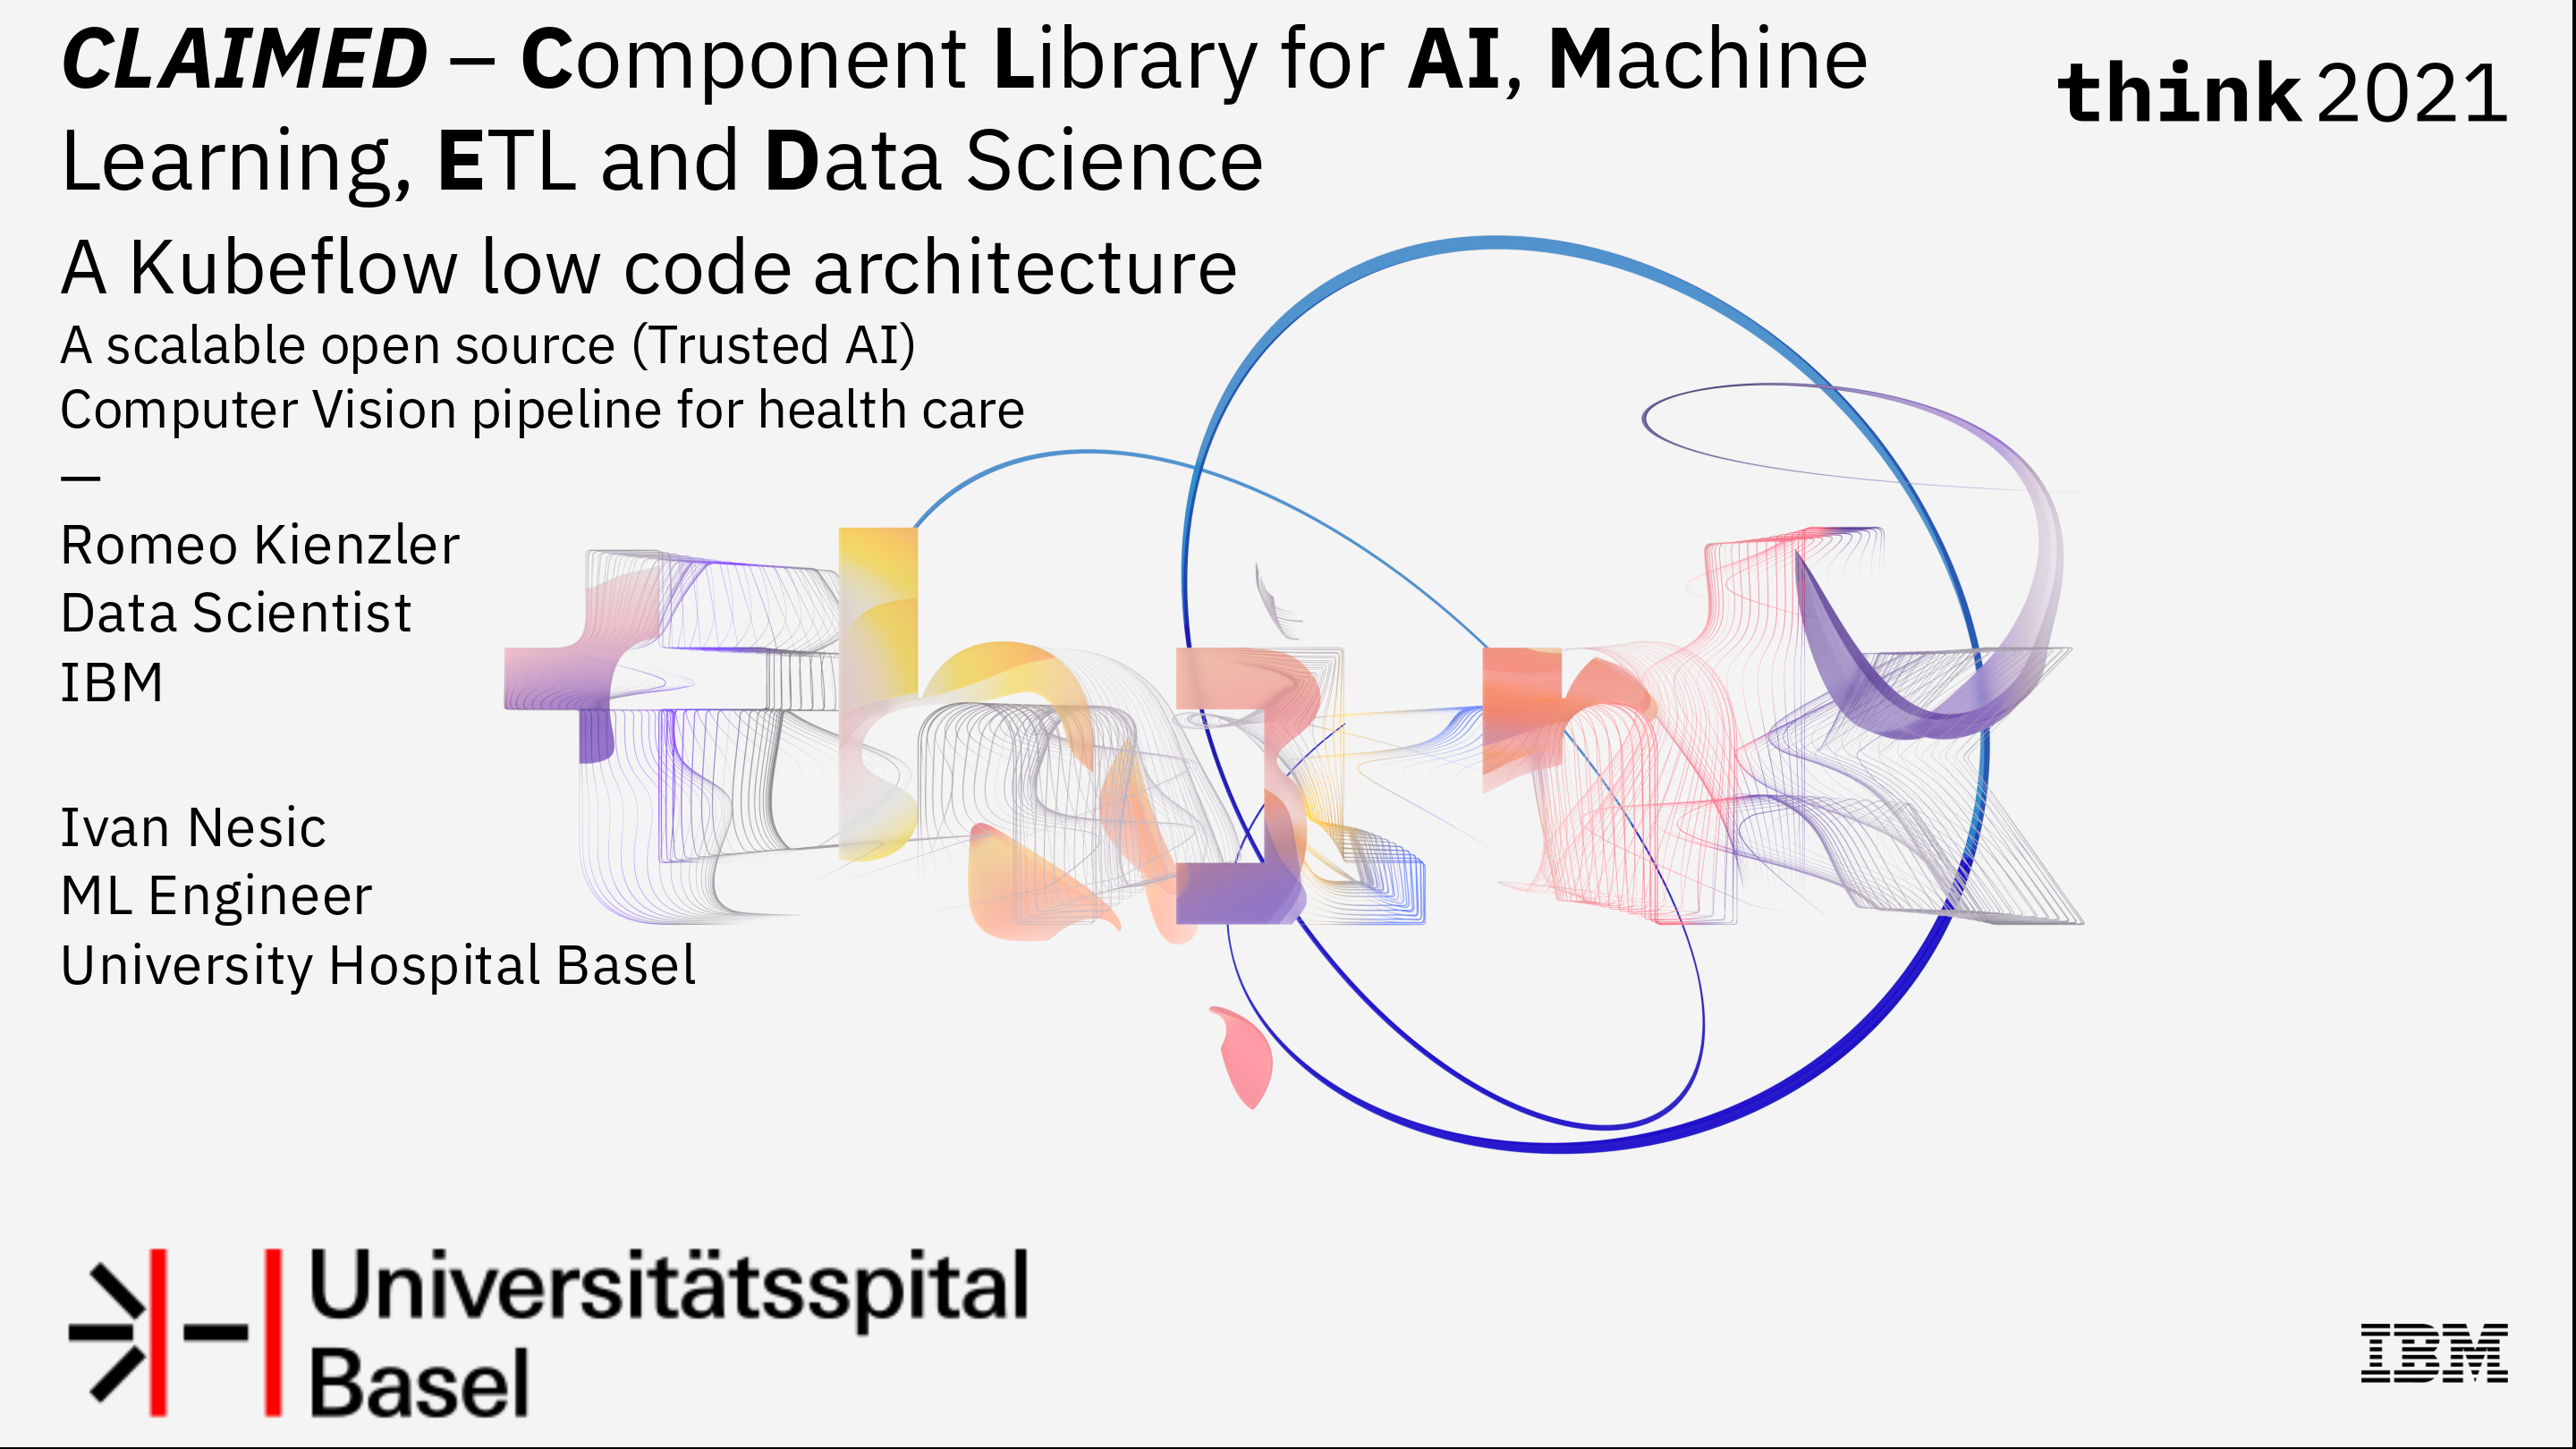 CLAIMED – Component Library for AI, Machine
Learning, ETL and Data Science
think 2021
A Kubeflow low code architecture
A scalable open source (Trusted AI)
Computer Vision pipeline for health care
—
Romeo Kienzler
Data Scientist
IBM
Ivan Nesic
ML Engineer
University Hospital Basel
think
Universitätsspital
Basel
IBM